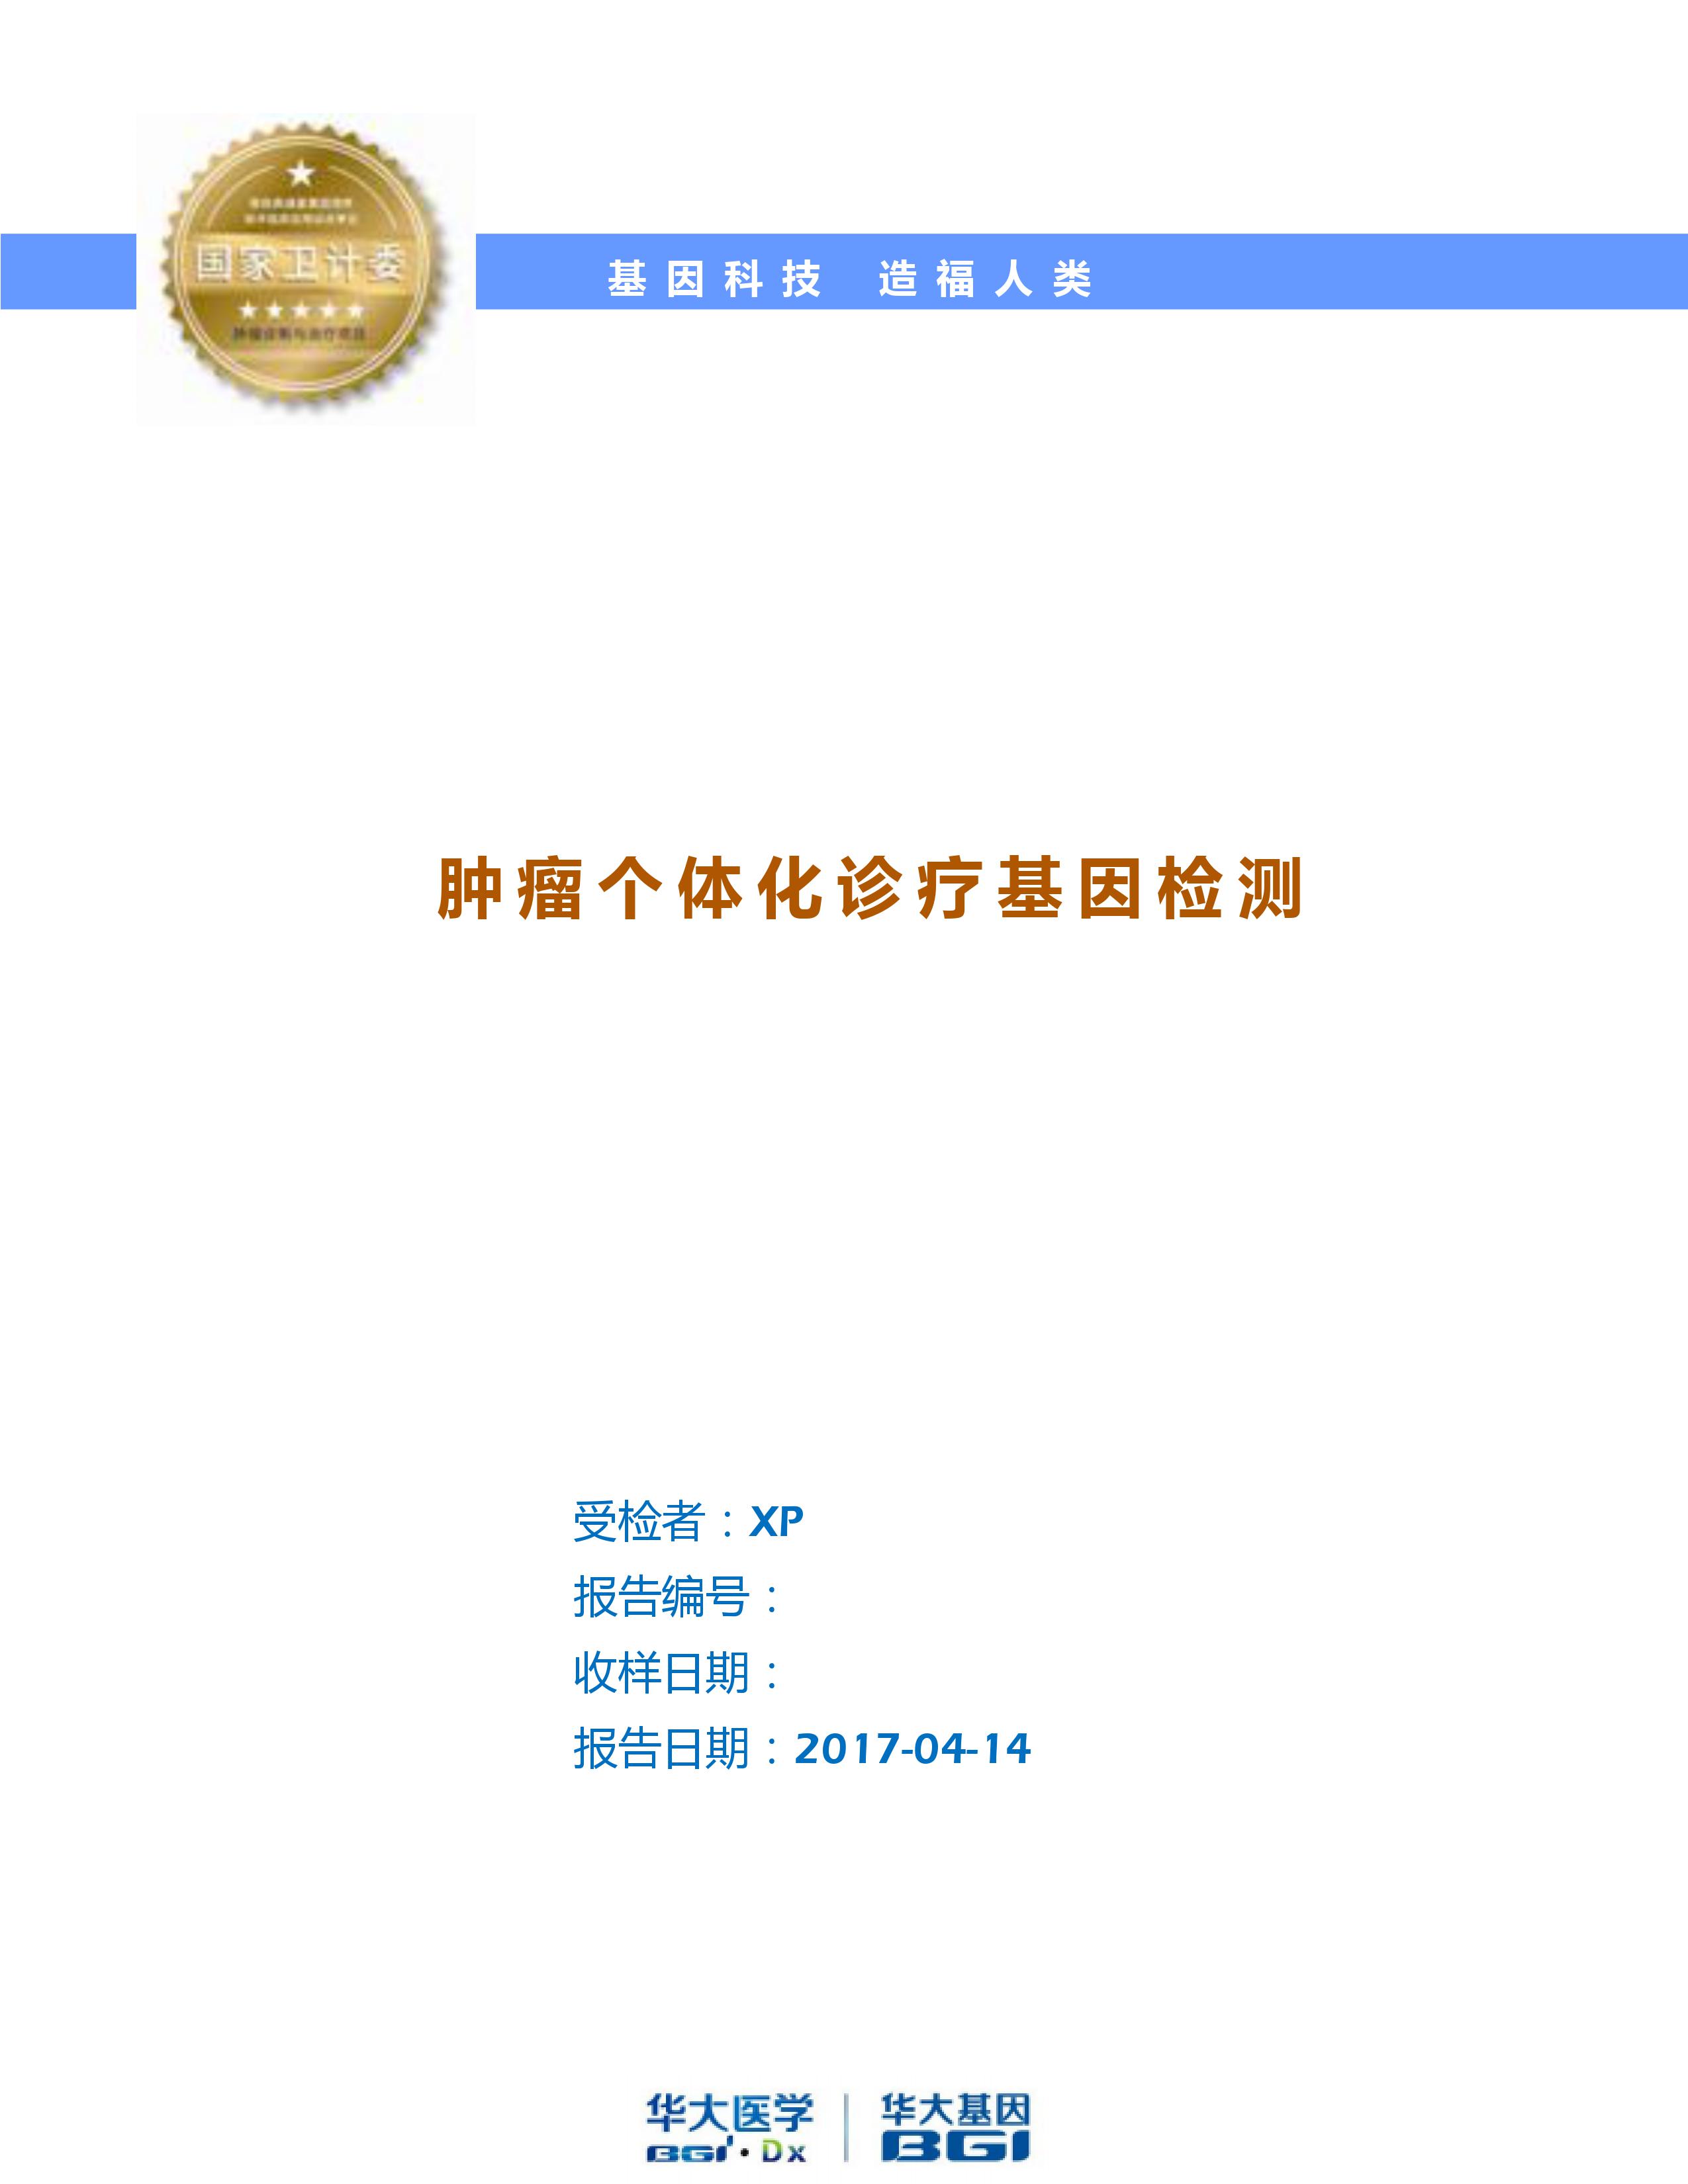 国家卫计委
肿瘤诊断与治疗项目
基因科技 造福人类
肿瘤个体化诊疗基因检测
受检者：XP
报告编号：
收样日期：
报告日期：2017-04-14
华大医学 华大基因
BGI·Dx BGI